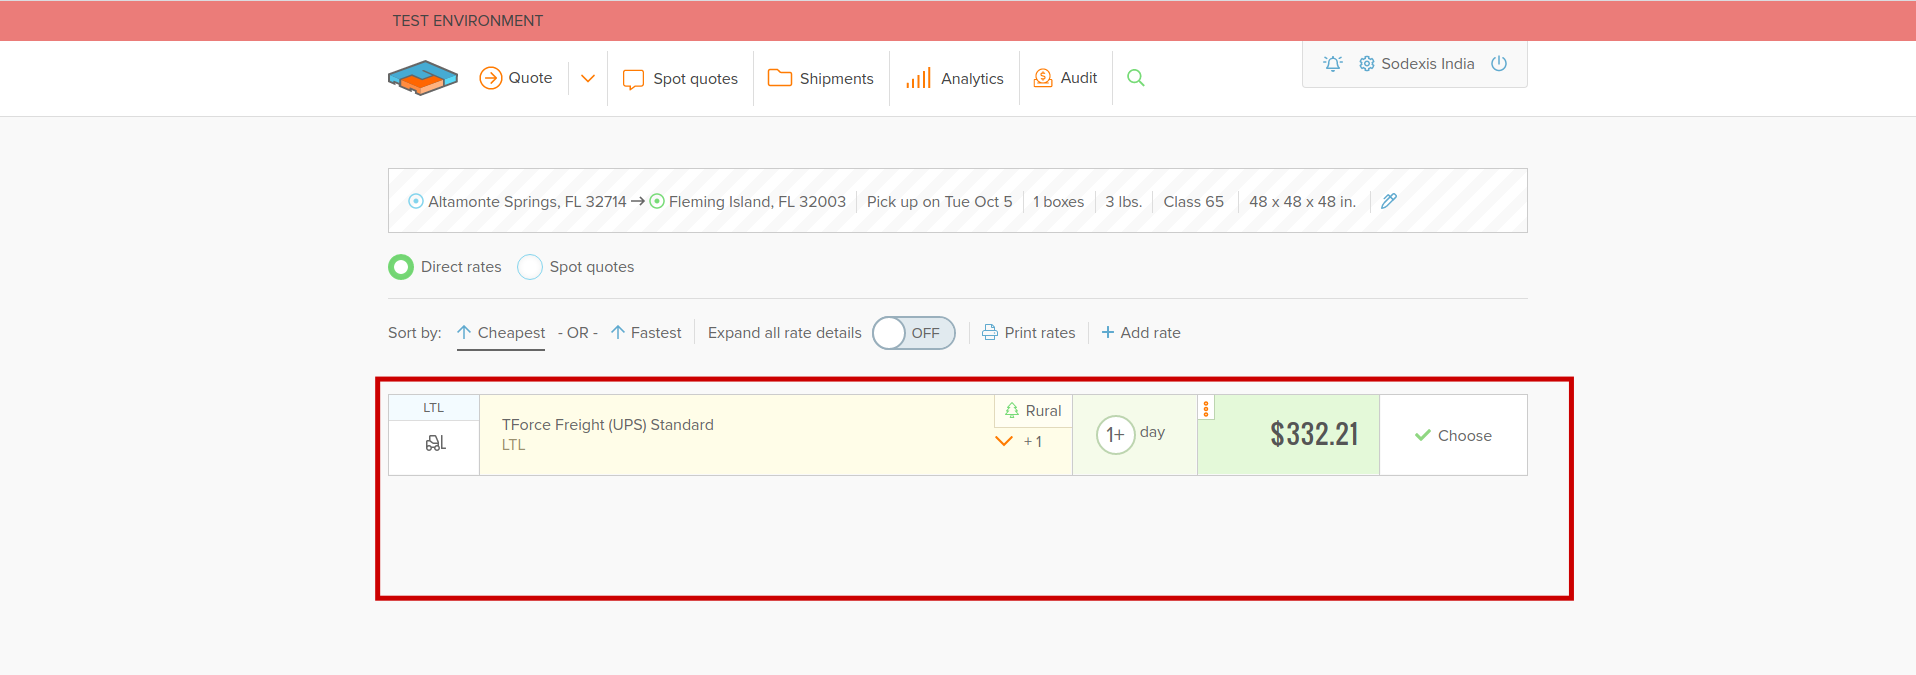 TEST ENVIRONMENT
Quote Spot quotes Shipments Analytics Audit Sodexis India
Altamonte Springs, FL 32714 → Fleming Island, FL 32003 Pick up on Tue Oct 5 1 boxes 3 lbs. Class 65 48 x 48 x 48 in.
Direct rates Spot quotes
Sort by: ↑ Cheapest - OR - ↑ Fastest Expand all rate details OFF Print rates + Add rate
LTL
TForce Freight (UPS) Standard
LTL
Rural
+ 1
1+ day
$332.21
Choose